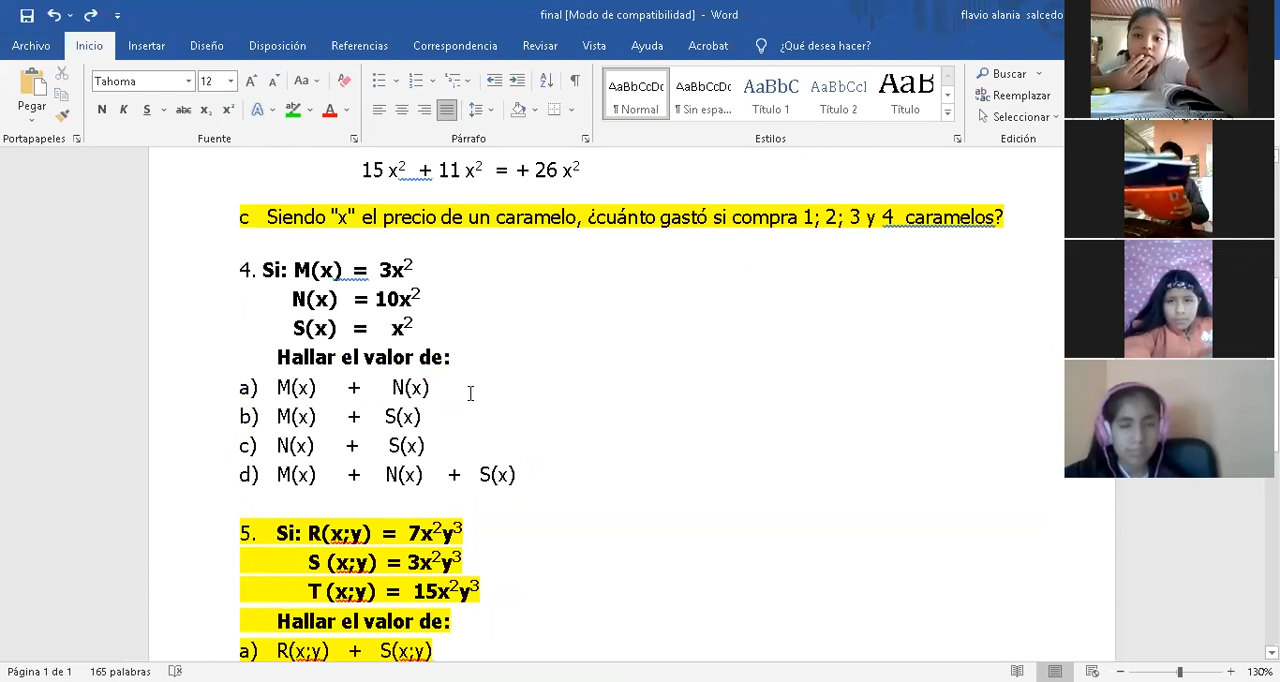 final [Modo de compatibilidad] - Word
flavio alania salcedo
Archivo Inicio Insertar Diseño Disposición Referencias Correspondencia Revisar Vista Ayuda Acrobat ¿Qué desea hacer?
Pegar
Tahoma 12
Portapapeles Fuente Párrafo Estilos Edición
AaBbCcDc AaBbCcDc AaBbC AaBbCcl AaB
¶ Normal ¶ Sin espa... Título 1 Título 2 Título
Buscar
Reemplazar
Seleccionar
15 x² + 11 x² = + 26 x²
c Siendo "x" el precio de un caramelo, ¿cuánto gastó si compra 1; 2; 3 y 4 caramelos?
4. Si: M(x) = 3x²
N(x) = 10x²
S(x) = x²
Hallar el valor de:
a) M(x) + N(x)
b) M(x) + S(x)
c) N(x) + S(x)
d) M(x) + N(x) + S(x)
5. Si: R(x;y) = 7x²y³
S (x;y) = 3x²y³
T (x;y) = 15x²y³
Hallar el valor de:
a) R(x;y) + S(x;y)
Página 1 de 1 165 palabras
130%